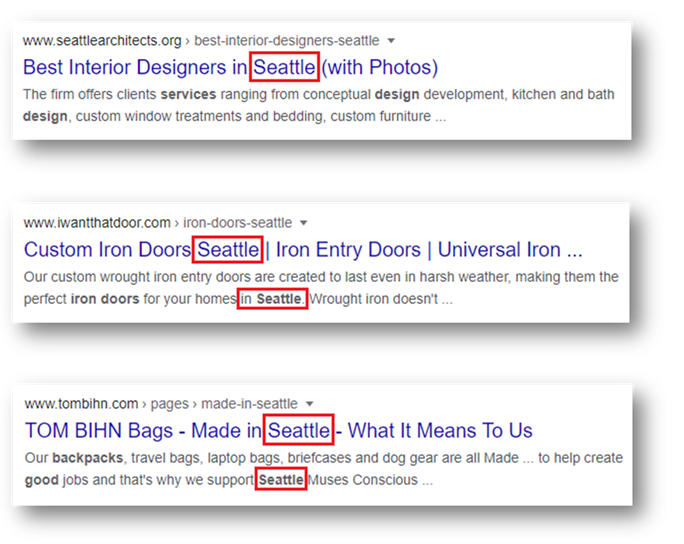 www.seattlearchitects.org › best-interior-designers-seattle
Best Interior Designers in Seattle (with Photos)
The firm offers clients services ranging from conceptual design development, kitchen and bath
design, custom window treatments and bedding, custom furniture ...
www.iwantthatdoor.com › iron-doors-seattle
Custom Iron Doors Seattle | Iron Entry Doors | Universal Iron ...
Our custom wrought iron entry doors are created to last even in harsh weather, making them the
perfect iron doors for your homes in Seattle. Wrought iron doesn't ...
www.tombihn.com › pages › made-in-seattle
TOM BIHN Bags - Made in Seattle - What It Means To Us
Our backpacks, travel bags, laptop bags, briefcases and dog gear are all Made ... to help create
good jobs and that's why we support Seattle Muses Conscious ...